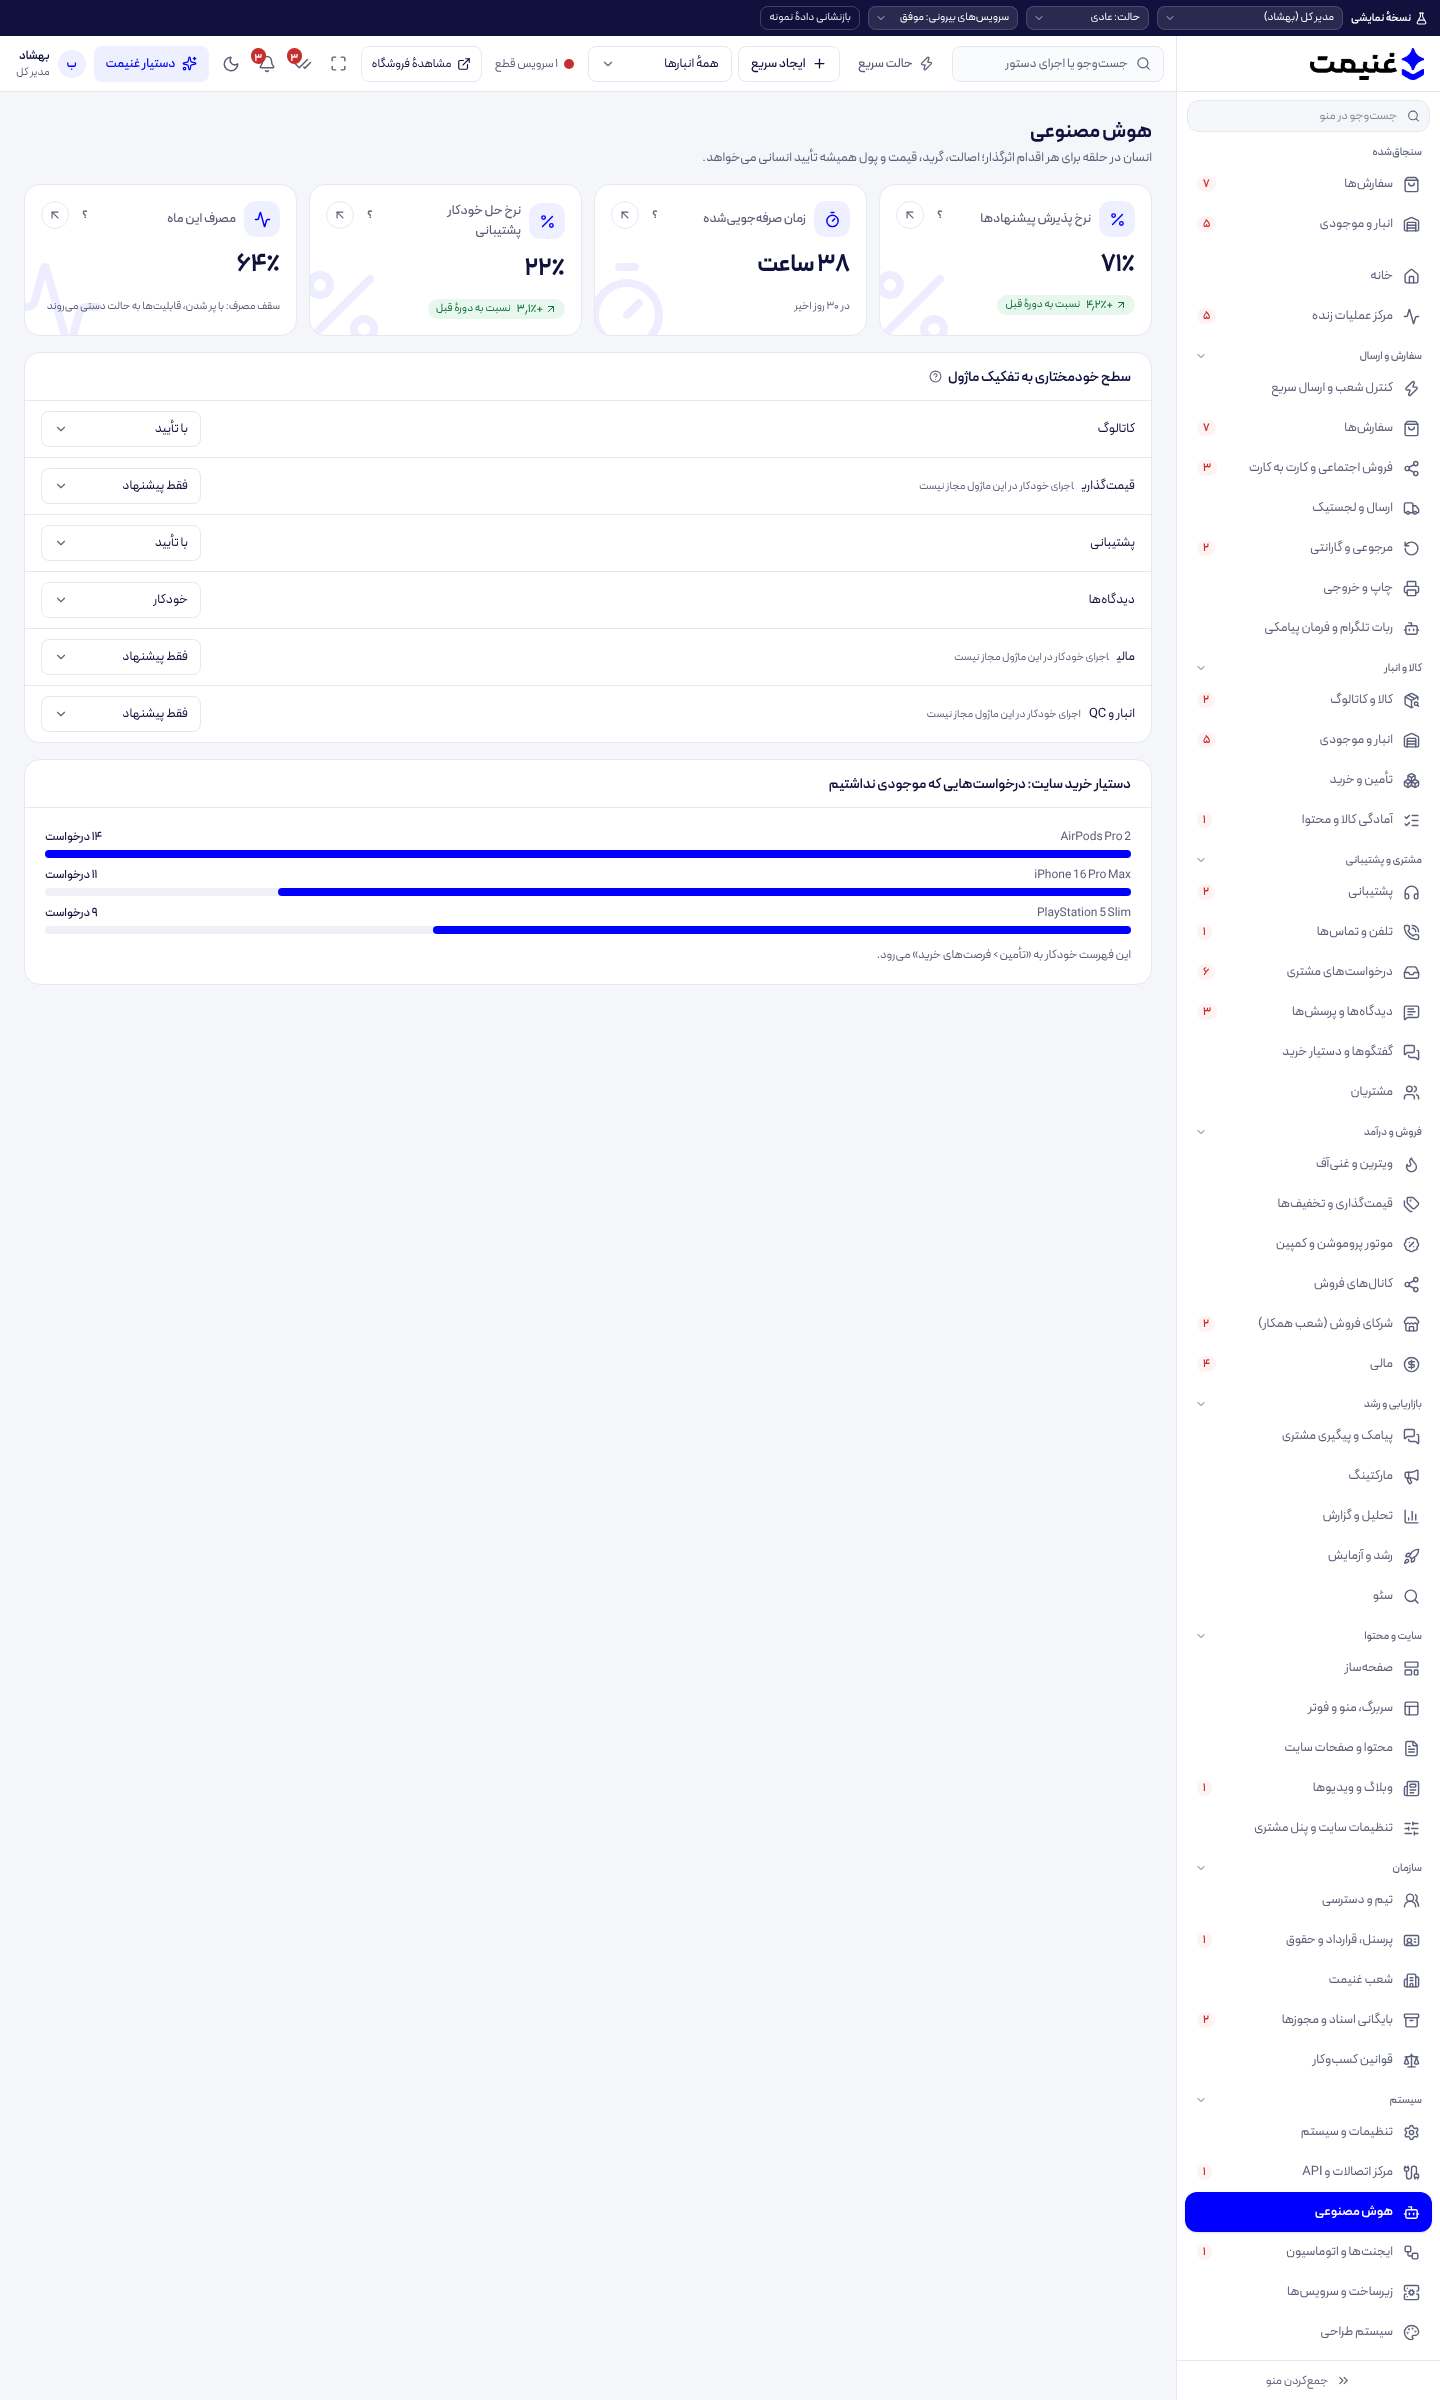 نسخهٔ نمایشی
مدیر کل (بهشاد)
حالت: عادی
سرویس‌های بیرونی: موفق
بازنشانی دادهٔ نمونه
غنیمت
جست‌وجو یا اجرای دستور
حالت سریع
ایجاد سریع
همهٔ انبارها
۱ سرویس قطع
مشاهدهٔ فروشگاه
۳
۳
دستیار غنیمت
ب
بهشاد
مدیر کل
جست‌وجو در منو
سنجاق‌شده
سفارش‌ها ۷
انبار و موجودی ۵
خانه
مرکز عملیات زنده ۵
سفارش و ارسال
کنترل شعب و ارسال سریع
سفارش‌ها ۷
فروش اجتماعی و کارت به کارت ۳
ارسال و لجستیک
مرجوعی و گارانتی ۲
چاپ و خروجی
ربات تلگرام و فرمان پیامکی
کالا و انبار
کالا و کاتالوگ ۲
انبار و موجودی ۵
تأمین و خرید
آمادگی کالا و محتوا ۱
مشتری و پشتیبانی
پشتیبانی ۲
تلفن و تماس‌ها ۱
درخواست‌های مشتری ۶
دیدگاه‌ها و پرسش‌ها ۳
گفتگوها و دستیار خرید
مشتریان
فروش و درآمد
ویترین و غنی‌آف
قیمت‌گذاری و تخفیف‌ها
موتور پروموشن و کمپین
کانال‌های فروش
شرکای فروش (شعب همکار) ۲
مالی ۴
بازاریابی و رشد
پیامک و پیگیری مشتری
مارکتینگ
تحلیل و گزارش
رشد و آزمایش
سئو
سایت و محتوا
صفحه‌ساز
سربرگ، منو و فوتر
محتوا و صفحات سایت
وبلاگ و ویدیوها ۱
تنظیمات سایت و پنل مشتری
سازمان
تیم و دسترسی
پرسنل، قرارداد و حقوق ۱
شعب غنیمت
بایگانی اسناد و مجوزها ۲
قوانین کسب‌وکار
سیستم
تنظیمات و سیستم
مرکز اتصالات و API ۱
هوش مصنوعی
ایجنت‌ها و اتوماسیون ۱
زیرساخت و سرویس‌ها
سیستم طراحی
جمع‌کردن منو
هوش مصنوعی
انسان در حلقه برای هر اقدام اثرگذار؛ اصالت، گرید، قیمت و پول همیشه تأیید انسانی می‌خواهد.
نرخ پذیرش پیشنهادها ؟
۷۱٪
+۴٫۲٪ نسبت به دورهٔ قبل
زمان صرفه‌جویی‌شده ؟
۳۸ ساعت
در ۳۰ روز اخیر
نرخ حل خودکار پشتیبانی ؟
۲۲٪
+۳٫۱٪ نسبت به دورهٔ قبل
مصرف این ماه ؟
۶۴٪
سقف مصرف: با پر شدن، قابلیت‌ها به حالت دستی می‌روند
سطح خودمختاری به تفکیک ماژول
کاتالوگ با تأیید
قیمت‌گذاری اجرای خودکار در این ماژول مجاز نیست فقط پیشنهاد
پشتیبانی با تأیید
دیدگاه‌ها خودکار
مالی اجرای خودکار در این ماژول مجاز نیست فقط پیشنهاد
انبار و QC اجرای خودکار در این ماژول مجاز نیست فقط پیشنهاد
دستیار خرید سایت: درخواست‌هایی که موجودی نداشتیم
AirPods Pro 2 ۱۴ درخواست
iPhone 16 Pro Max ۱۱ درخواست
PlayStation 5 Slim ۹ درخواست
این فهرست خودکار به «تأمین › فرصت‌های خرید» می‌رود.